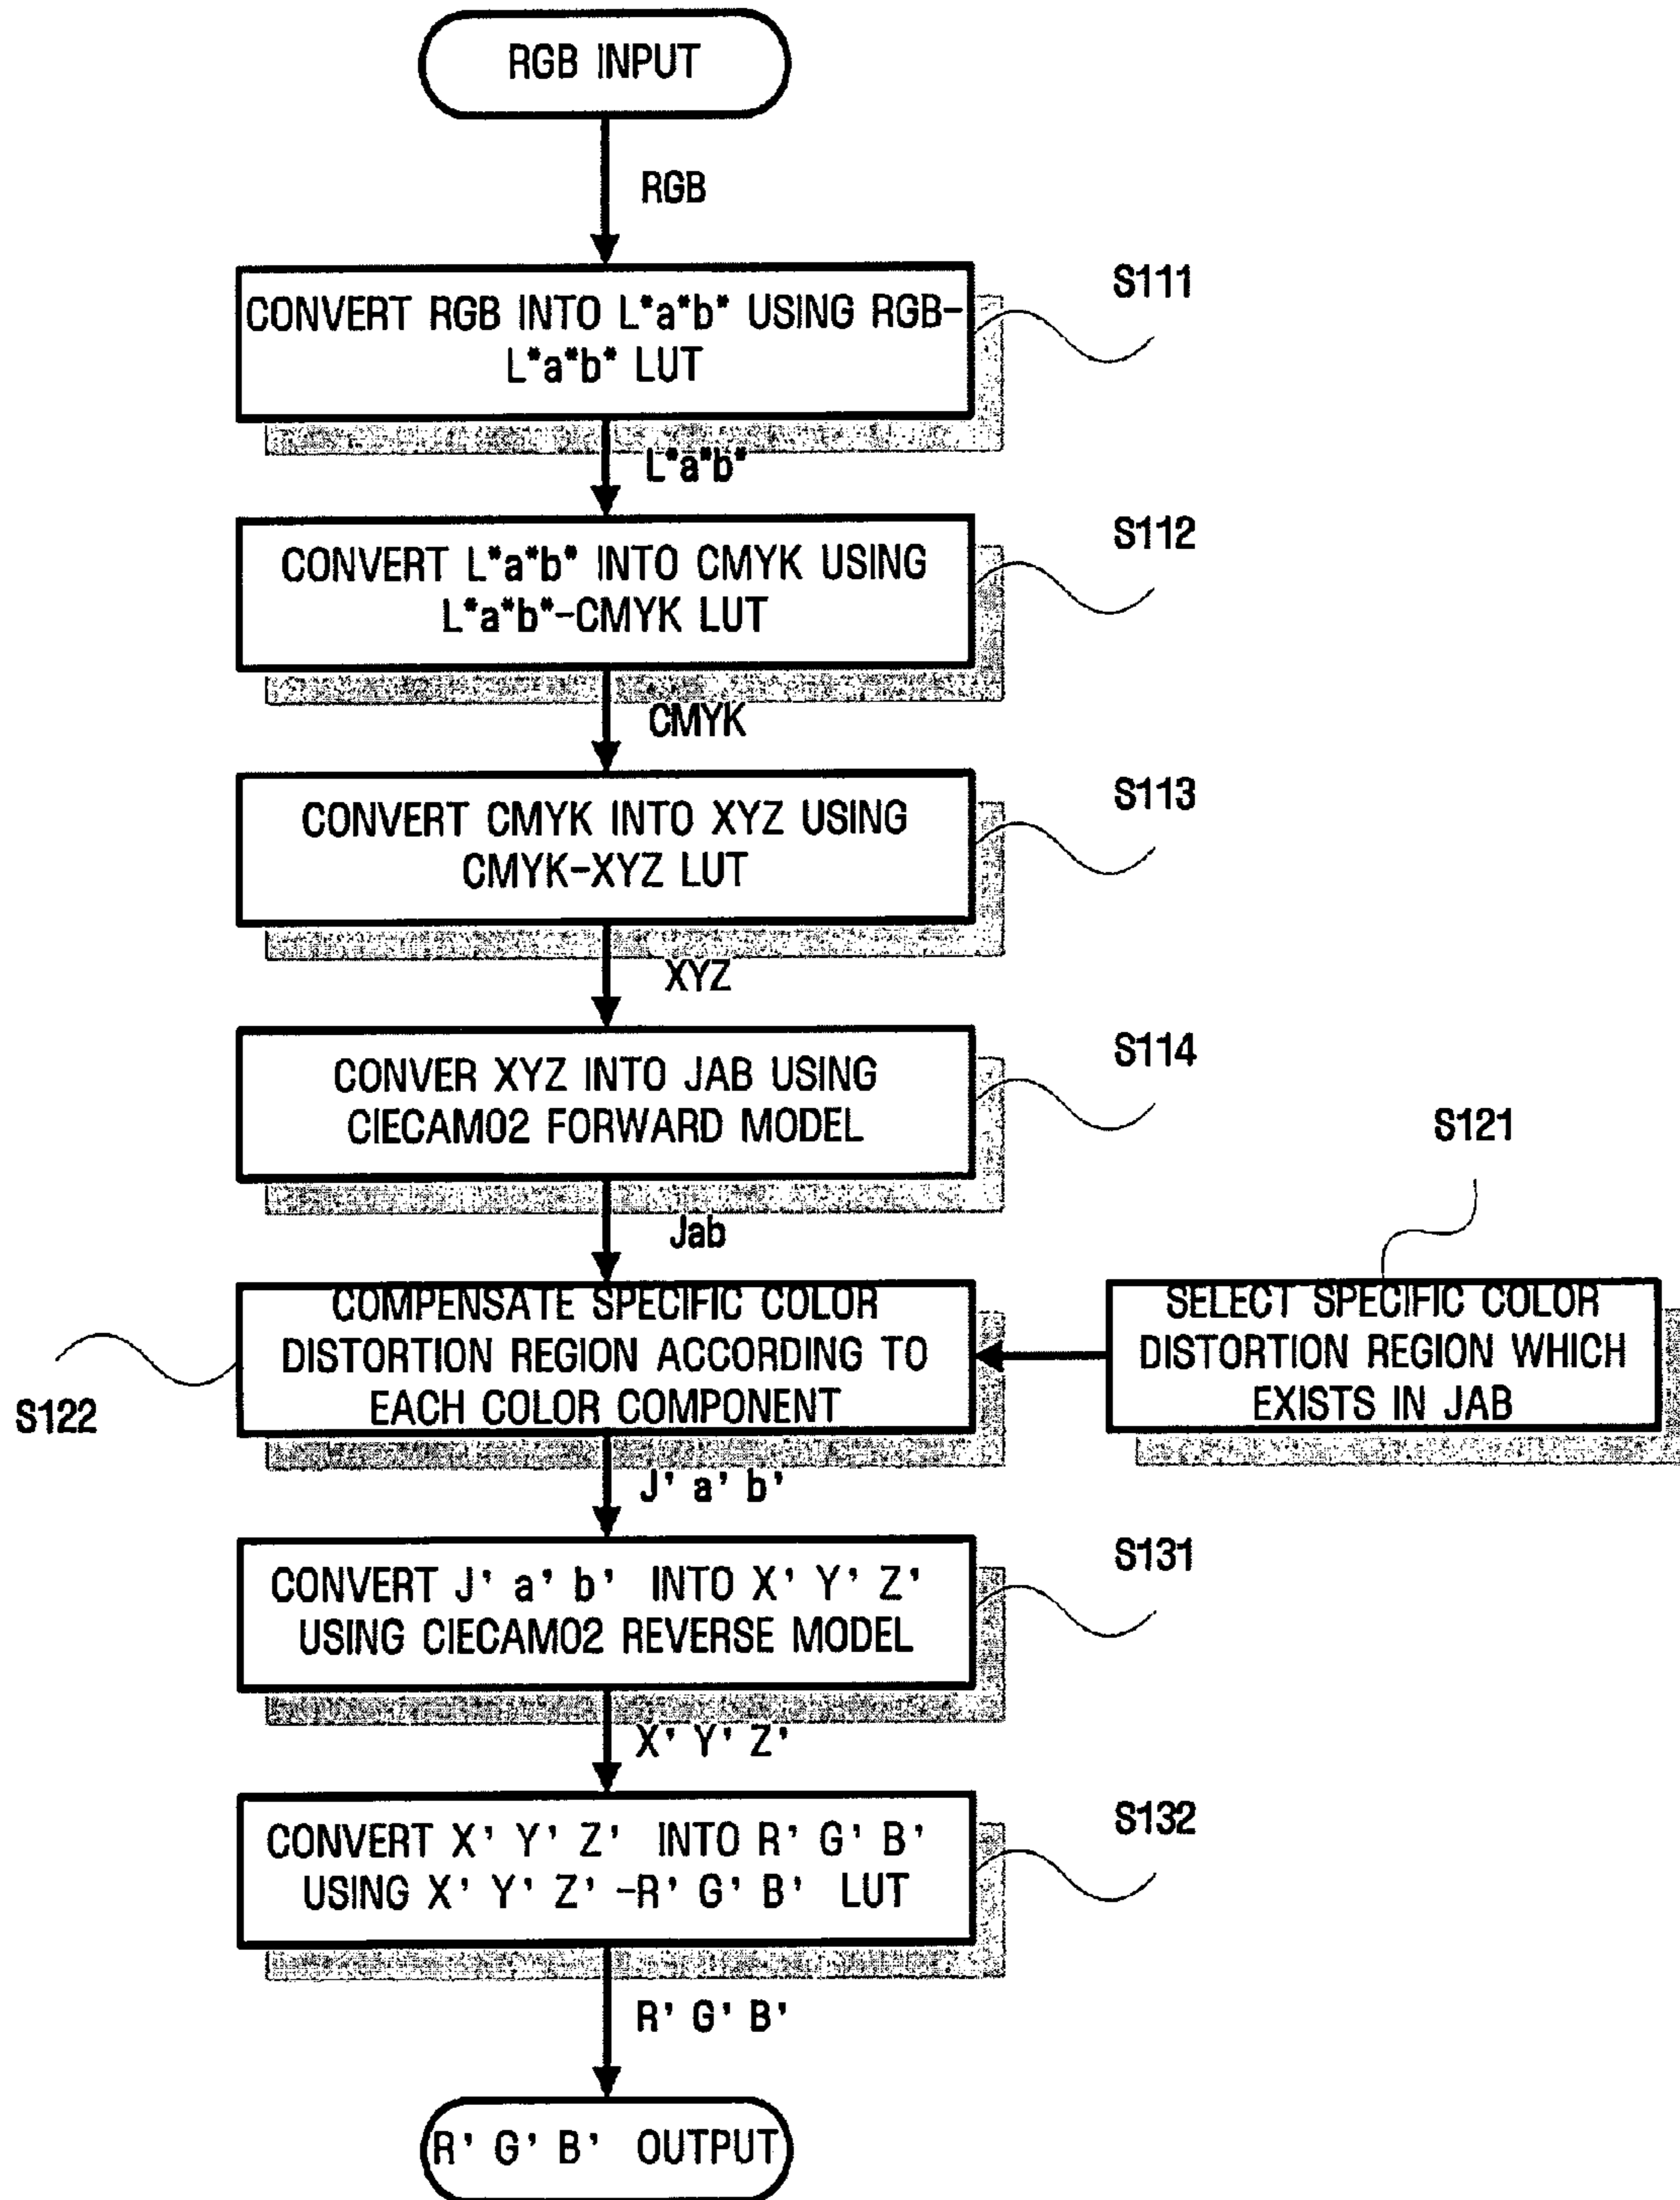 RGB INPUT
RGB
S111
CONVERT RGB INTO L*a*b* USING RGB-
L*a*b* LUT
L*a*b*
S112
CONVERT L*a*b* INTO CMYK USING
L*a*b*-CMYK LUT
CMYK
S113
CONVERT CMYK INTO XYZ USING
CMYK-XYZ LUT
XYZ
S114
CONVER XYZ INTO JAB USING
CIECAM02 FORWARD MODEL
Jab
S121
SELECT SPECIFIC COLOR
DISTORTION REGION WHICH
EXISTS IN JAB
COMPENSATE SPECIFIC COLOR
DISTORTION REGION ACCORDING TO
EACH COLOR COMPONENT
S122
J' a' b'
S131
CONVERT J' a' b' INTO X' Y' Z'
USING CIECAM02 REVERSE MODEL
X' Y' Z'
S132
CONVERT X' Y' Z' INTO R' G' B'
USING X' Y' Z' -R' G' B' LUT
R' G' B'
R' G' B' OUTPUT